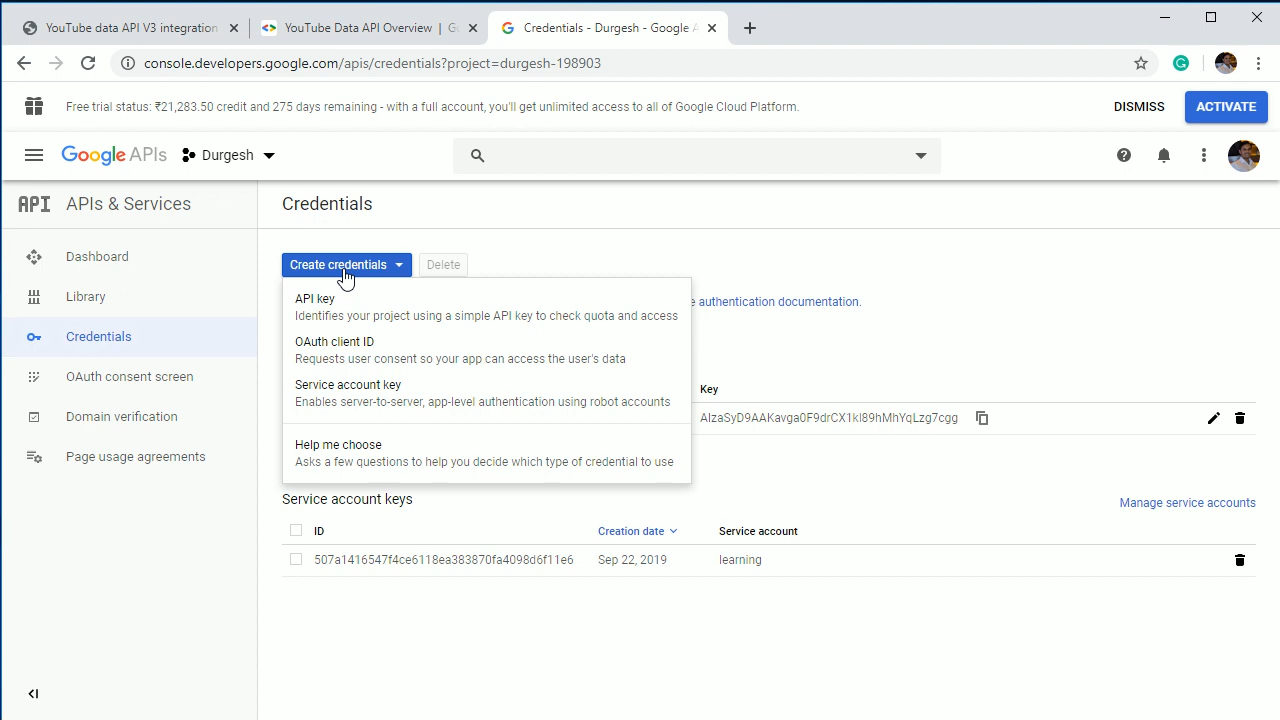 YouTube data API V3 integration
YouTube Data API Overview | Go
Credentials - Durgesh - Google A
console.developers.google.com/apis/credentials?project=durgesh-198903
Free trial status: ₹21,283.50 credit and 275 days remaining - with a full account, you'll get unlimited access to all of Google Cloud Platform.
DISMISS
ACTIVATE
Google APIs
Durgesh
API APIs & Services
Credentials
Dashboard
Library
Credentials
OAuth consent screen
Domain verification
Page usage agreements
Create credentials
Delete
API key
Identifies your project using a simple API key to check quota and access
OAuth client ID
Requests user consent so your app can access the user's data
Service account key
Enables server-to-server, app-level authentication using robot accounts
Help me choose
Asks a few questions to help you decide which type of credential to use
authentication documentation.
Key
AIzaSyD9AAKavga0F9drCX1kI89hMhYqLzg7cgg
Service account keys
Manage service accounts
ID
Creation date
Service account
507a1416547f4ce6118ea383870fa4098d6f11e6
Sep 22, 2019
learning